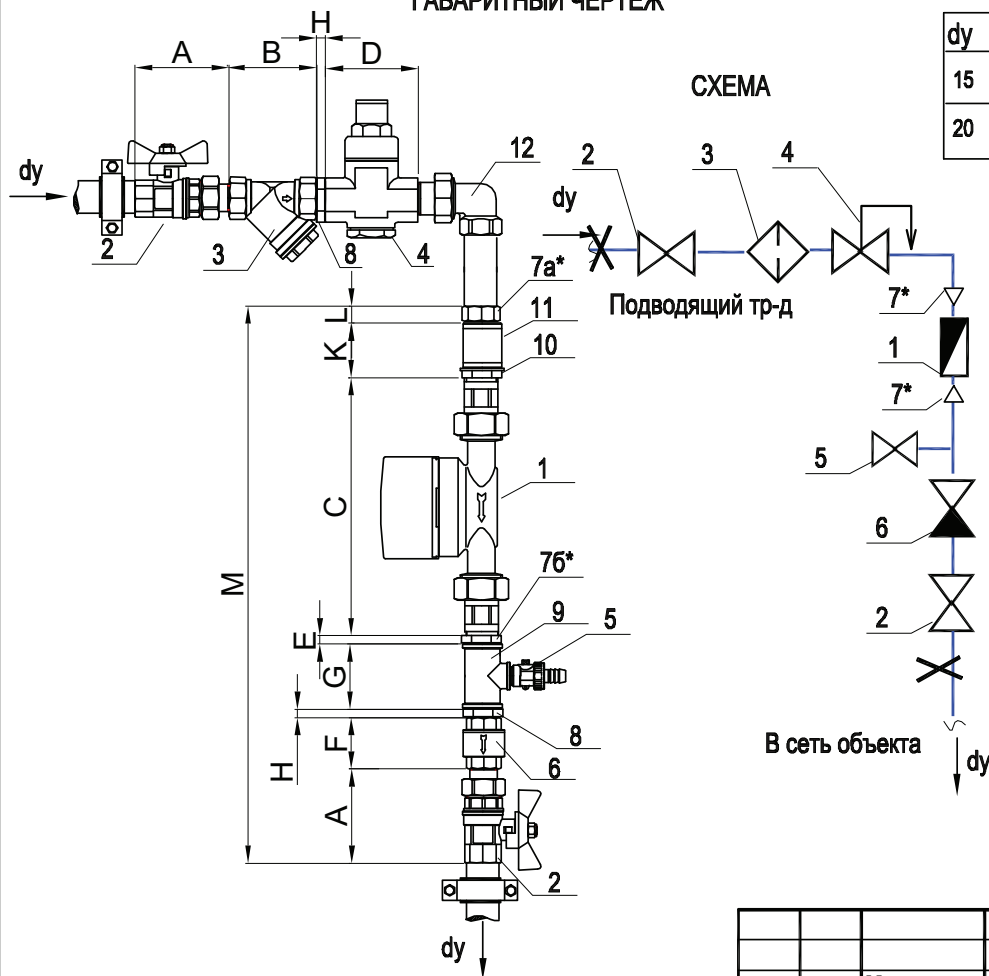 ГАБАРИТНЫЙ ЧЕРТЕЖ
H
A B D
dy
15
20
СХЕМА
dy
2 3 8 4
12
2 3 4
dy
Подводящий тр-д
7а*
11
10
L
K
7*
1
7*
C
1
M
5
7б*
6
9 5
E
G
2
8
H
F
6
В сеть объекта
dy
A
2
dy